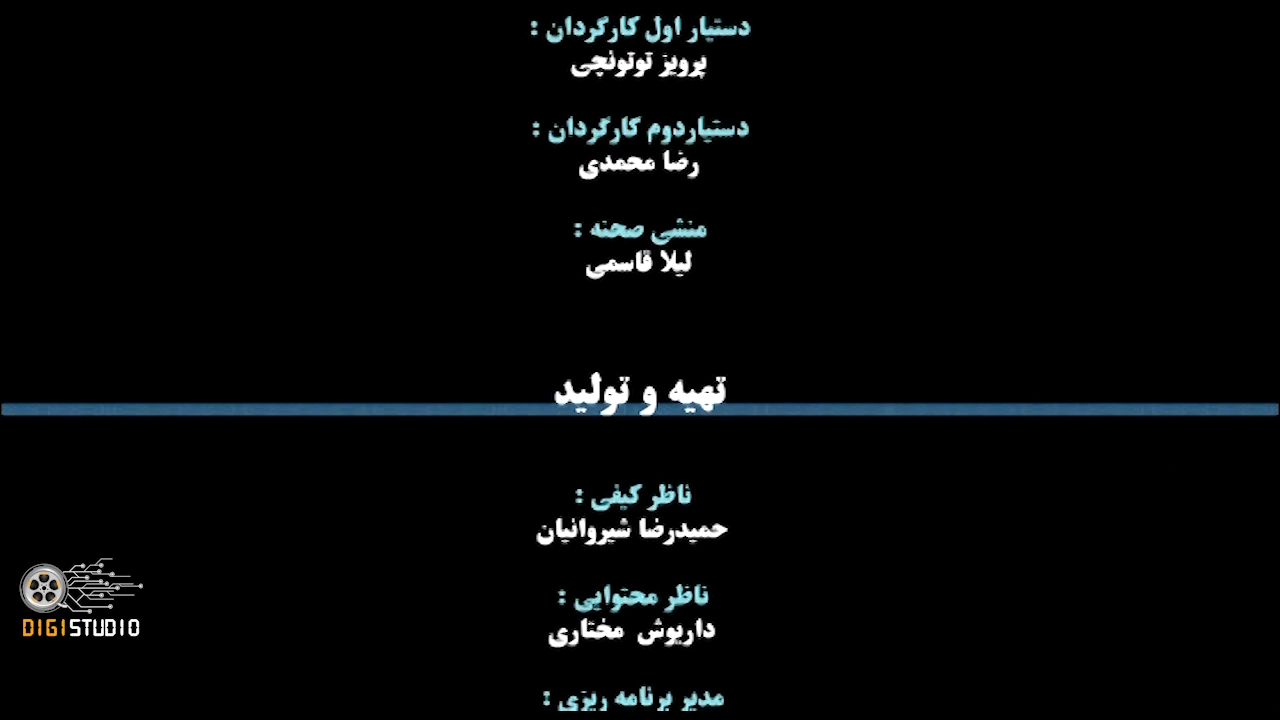 دستیار اول کارگردان :
پرویز توتونچی
دستیاردوم کارگردان :
رضا محمدی
منشی صحنه :
لیلا قاسمی
تهیه و تولید
ناظر کیفی :
حمیدرضا شیروانیان
ناظر محتوایی :
داریوش مختاری
DIGISTUDIO
مدیر برنامه ریزی :